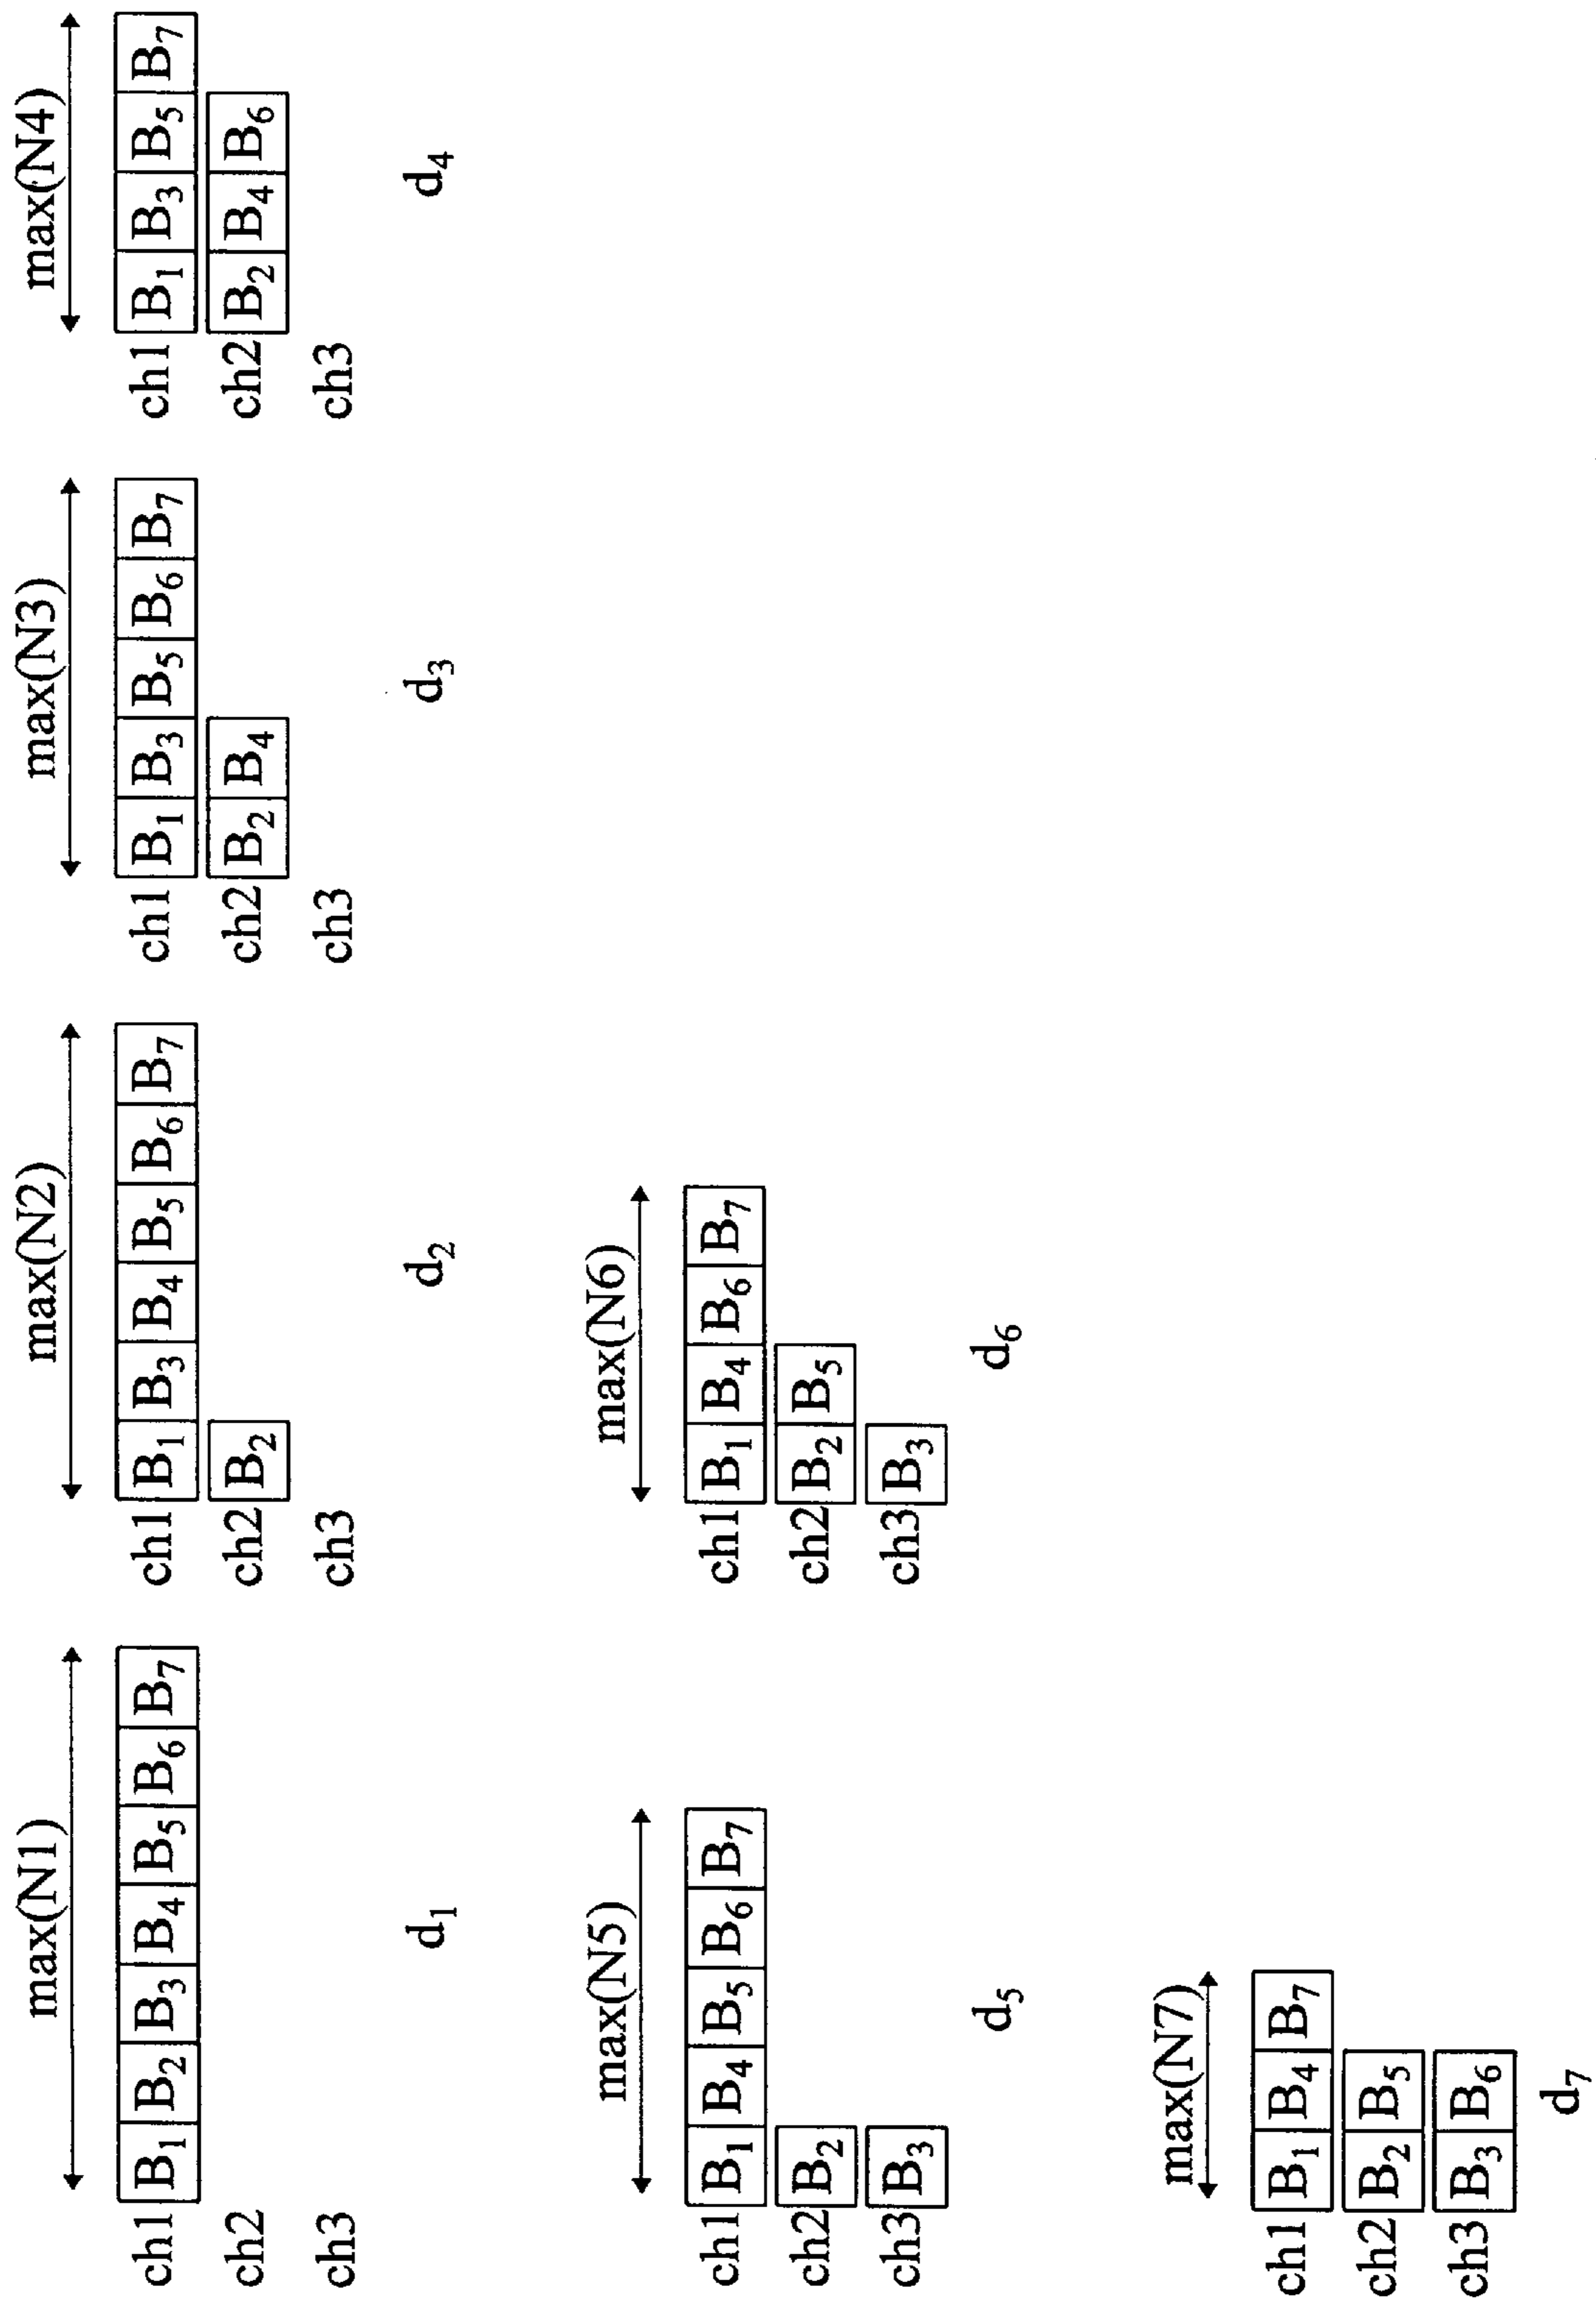 max(N1)
ch1 B1 B2 B3 B4 B5 B6 B7
ch2
ch3
d1
max(N2)
ch1 B1 B3 B4 B5 B6 B7
ch2 B2
ch3
d2
max(N3)
ch1 B1 B3 B5 B6 B7
ch2 B2 B4
ch3
d3
max(N4)
ch1 B1 B3 B5 B7
ch2 B2 B4 B6
ch3
d4
max(N5)
ch1 B1 B4 B5 B6 B7
ch2 B2
ch3 B3
d5
max(N6)
ch1 B1 B4 B6 B7
ch2 B2 B5
ch3 B3
d6
max(N7)
ch1 B1 B4 B7
ch2 B2 B5
ch3 B3 B6
d7